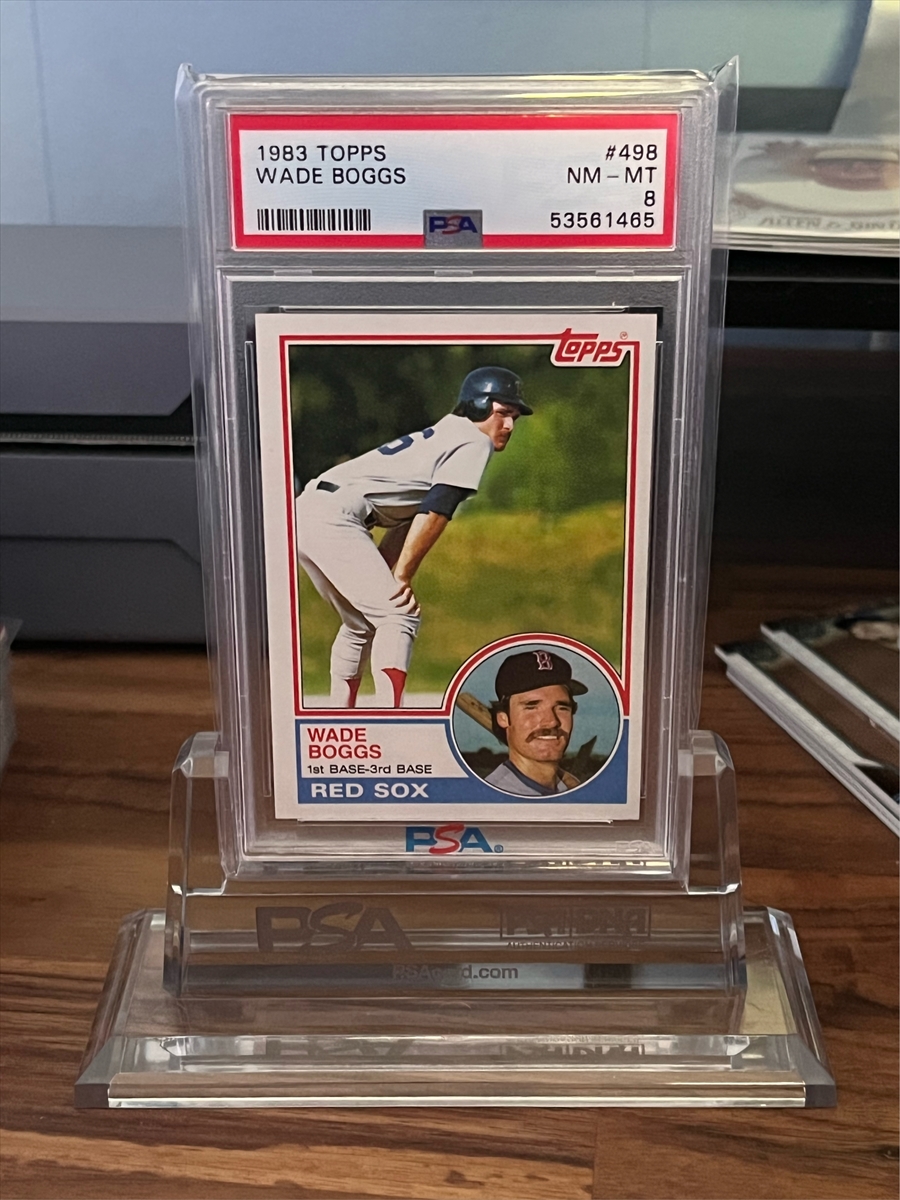 1983 TOPPS #498
WADE BOGGS NM - MT
8
53561465
PSA
topps®
6
B
WADE
BOGGS
1st BASE-3rd BASE
RED SOX
PSA®
PSA
PSAcard.com